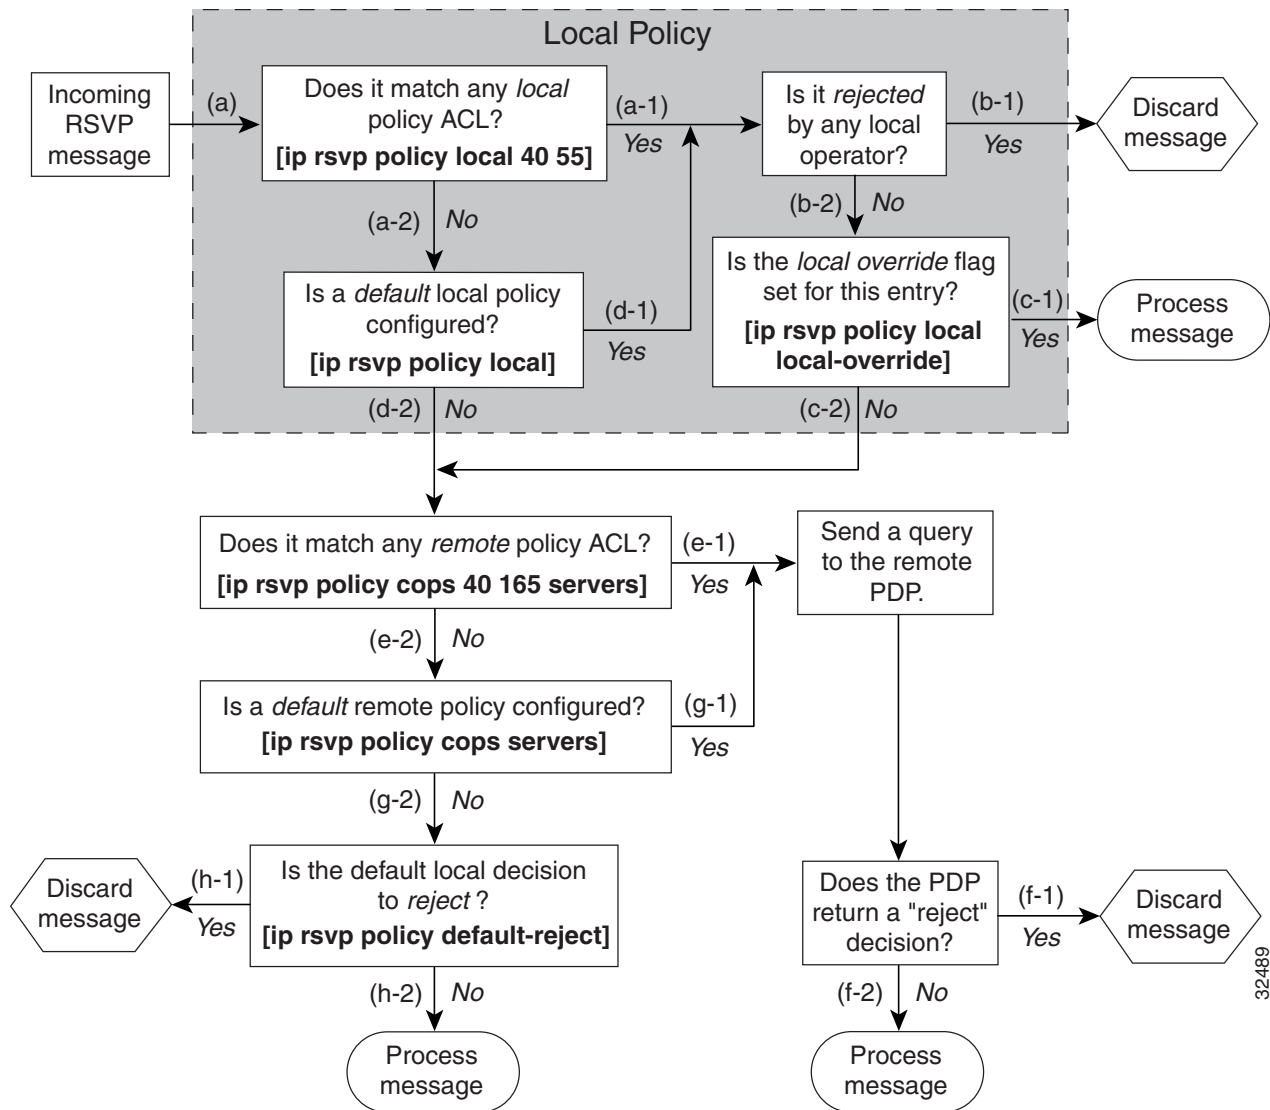 Local Policy
Incoming
RSVP
message
(a)
Does it match any local
policy ACL?
[ip rsvp policy local 40 55]
(a-1)
Yes
Is it rejected
by any local
operator?
(b-1)
Yes
Discard
message
(a-2)
No
(b-2)
No
Is a default local policy
configured?
[ip rsvp policy local]
(d-1)
Yes
Is the local override flag
set for this entry?
[ip rsvp policy local
local-override]
(c-1)
Yes
Process
message
(d-2)
No
(c-2)
No
Does it match any remote policy ACL?
[ip rsvp policy cops 40 165 servers]
(e-1)
Yes
Send a query
to the remote
PDP.
(e-2)
No
Is a default remote policy configured?
[ip rsvp policy cops servers]
(g-1)
Yes
(g-2)
No
Discard
message
(h-1)
Yes
Is the default local decision
to reject ?
[ip rsvp policy default-reject]
Does the PDP
return a "reject"
decision?
(f-1)
Yes
Discard
message
(h-2)
No
(f-2)
No
Process
message
Process
message
32489